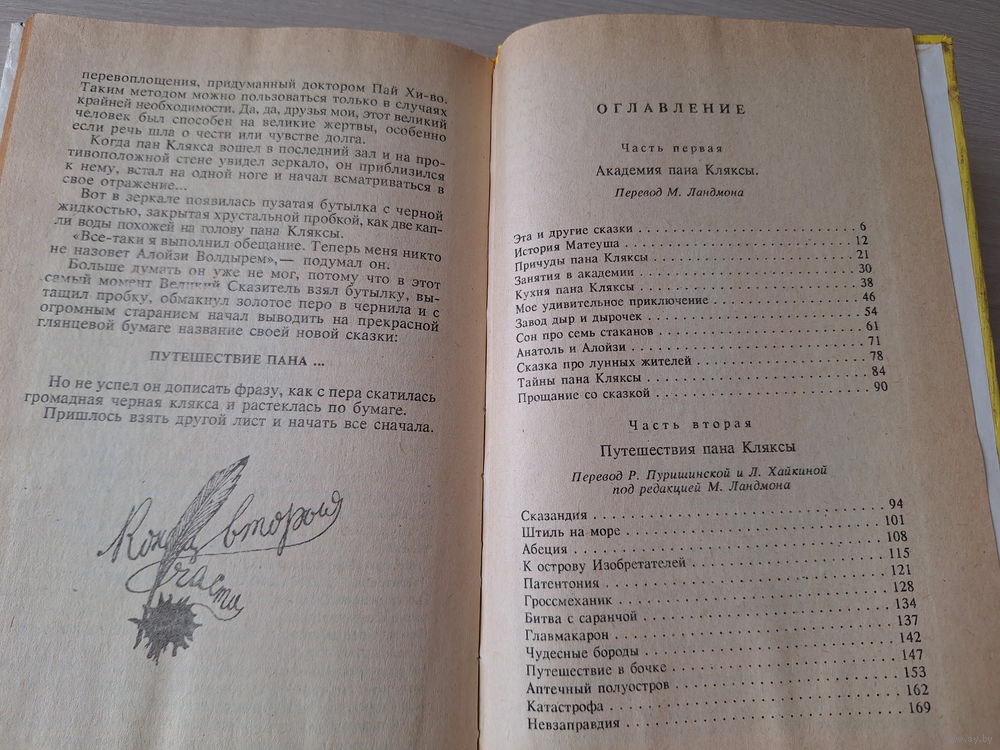 перевоплощения, придуманный доктором Пай Хи-во.
Таким методом можно пользоваться только в случаях
крайней необходимости. Да, да, друзья мои, этот великий
человек был способен на великие жертвы, особенно
если речь шла о чести или чувстве долга.
Когда пан Клякса вошел в последний зал и на про-
тивоположной стене увидел зеркало, он приблизился
к нему, встал на одной ноге и начал всматриваться в
свое отражение...
Вот в зеркале появилась пузатая бутылка с черной
жидкостью, закрытая хрустальной пробкой, как две кап-
ли воды похожей на голову пана Кляксы.
«Все-таки я выполнил обещание. Теперь меня никто
не назовет Алойзи Волдырем»,— подумал он.
Больше думать он уже не мог, потому что в этот
самый момент Великий Сказитель взял бутылку, вы-
тащил пробку, обмакнул золотое перо в чернила и с
огромным старанием начал выводить на прекрасной
глянцевой бумаге название своей новой сказки:
ПУТЕШЕСТВИЕ ПАНА ...
Но не успел он дописать фразу, как с пера скатилась
громадная черная клякса и растеклась по бумаге.
Пришлось взять другой лист и начать все сначала.
Конец второй
части
ОГЛАВЛЕНИЕ
Часть первая
Академия пана Кляксы.
Перевод М. Ландмона
Эта и другие сказки . . . . . . . . . . . . . . . . . . 6
История Матеуша . . . . . . . . . . . . . . . . . . 12
Причуды пана Кляксы . . . . . . . . . . . . . . . . . . 21
Занятия в академии . . . . . . . . . . . . . . . . . . 30
Кухня пана Кляксы . . . . . . . . . . . . . . . . . . 38
Мое удивительное приключение . . . . . . . . . . . . 46
Завод дыр и дырочек . . . . . . . . . . . . . . . . . . 54
Сон про семь стаканов . . . . . . . . . . . . . . . . . . 61
Анатоль и Алойзи . . . . . . . . . . . . . . . . . . 71
Сказка про лунных жителей . . . . . . . . . . . . . . 78
Тайны пана Кляксы . . . . . . . . . . . . . . . . . . 84
Прощание со сказкой . . . . . . . . . . . . . . . . . . 90
Часть вторая
Путешествия пана Кляксы
Перевод Р. Пуришинской и Л. Хайкиной
под редакцией М. Ландмона
Сказандия . . . . . . . . . . . . . . . . . . 94
Штиль на море . . . . . . . . . . . . . . . . . . 101
Абеция . . . . . . . . . . . . . . . . . . 108
К острову Изобретателей . . . . . . . . . . . . . . 115
Патентония . . . . . . . . . . . . . . . . . . 121
Гроссмеханик . . . . . . . . . . . . . . . . . . 128
Битва с саранчой . . . . . . . . . . . . . . . . . . 134
Главмакарон . . . . . . . . . . . . . . . . . . 137
Чудесные бороды . . . . . . . . . . . . . . . . . . 142
Путешествие в бочке . . . . . . . . . . . . . . . . . . 147
Аптечный полуостров . . . . . . . . . . . . . . . . . . 153
Катастрофа . . . . . . . . . . . . . . . . . . 162
Невзаправдия . . . . . . . . . . . . . . . . . . 169
www.ay.by